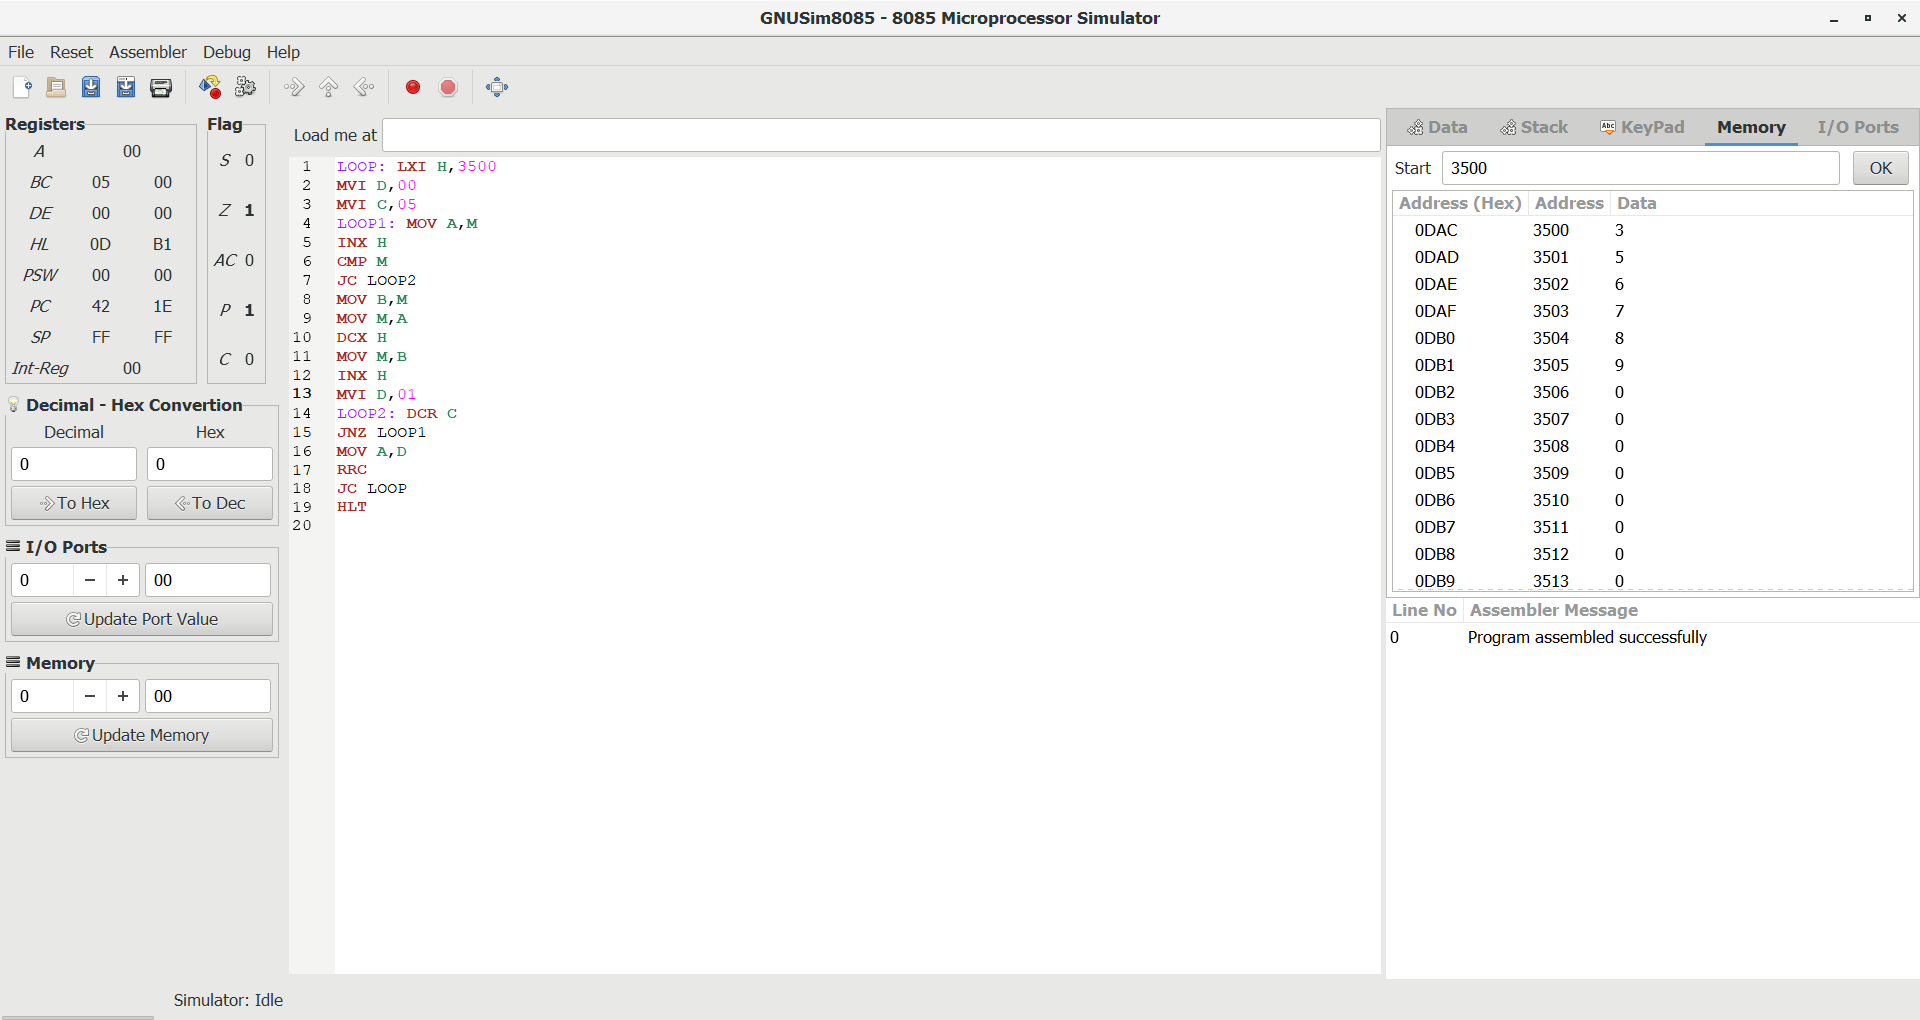 GNUSim8085 - 8085 Microprocessor Simulator
File Reset Assembler Debug Help
Registers
A 00
BC 05 00
DE 00 00
HL 0D B1
PSW 00 00
PC 42 1E
SP FF FF
Int-Reg 00
Flag
S 0
Z 1
AC 0
P 1
C 0
Decimal - Hex Convertion
Decimal Hex
0 0
To Hex To Dec
I/O Ports
0 − + 00
Update Port Value
Memory
0 − + 00
Update Memory
Load me at
1 LOOP: LXI H,3500
2 MVI D,00
3 MVI C,05
4 LOOP1: MOV A,M
5 INX H
6 CMP M
7 JC LOOP2
8 MOV B,M
9 MOV M,A
10 DCX H
11 MOV M,B
12 INX H
13 MVI D,01
14 LOOP2: DCR C
15 JNZ LOOP1
16 MOV A,D
17 RRC
18 JC LOOP
19 HLT
20
Data Stack Abc KeyPad Memory I/O Ports
Start 3500 OK
Address (Hex) Address Data
0DAC 3500 3
0DAD 3501 5
0DAE 3502 6
0DAF 3503 7
0DB0 3504 8
0DB1 3505 9
0DB2 3506 0
0DB3 3507 0
0DB4 3508 0
0DB5 3509 0
0DB6 3510 0
0DB7 3511 0
0DB8 3512 0
0DB9 3513 0
Line No Assembler Message
0 Program assembled successfully
Simulator: Idle